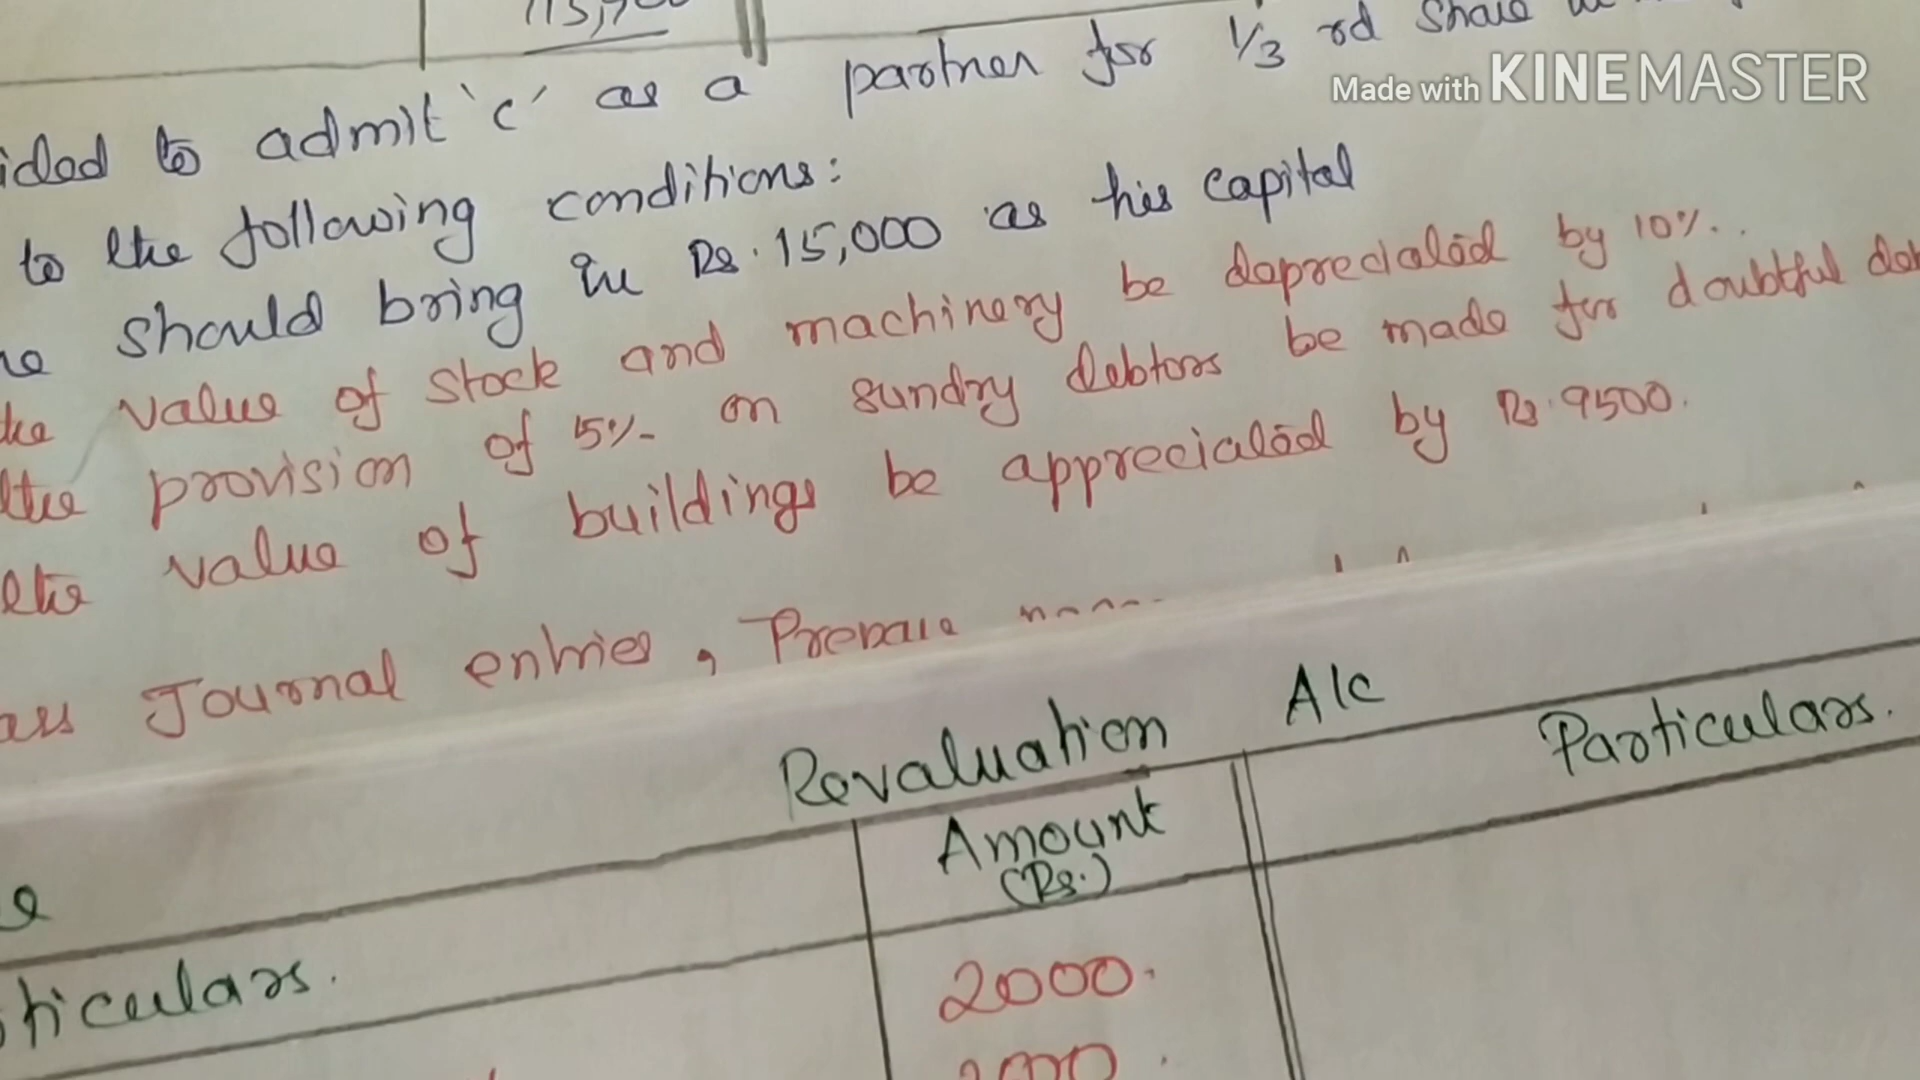 partner for 1/3 rd share
Made with KINEMASTER
to admit 'c' as a
to the following conditions:
should bring in Rs. 15,000 as his capital
value of stock and machinery be depreciated by 10%.
the provision of 5% on sundry debtors be made for doubtful
the value of buildings be appreciated by Rs. 9500.
Journal entries, Prepare
Revaluation A/c
Particulars.
Amount
(Rs.)
2000.